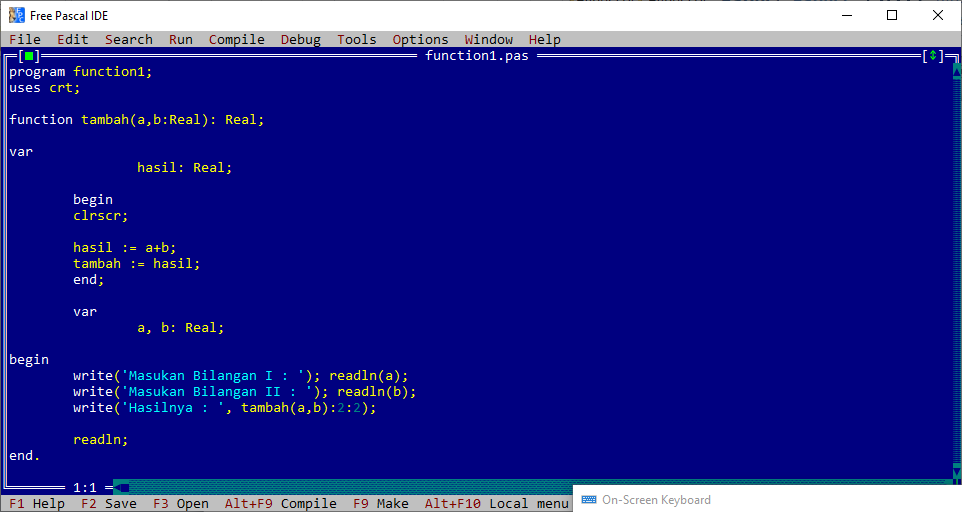 Free Pascal IDE
File Edit Search Run Compile Debug Tools Options Window Help
[■] function1.pas [↕]
program function1;
uses crt;
function tambah(a,b:Real): Real;
var
hasil: Real;
begin
clrscr;
hasil := a+b;
tambah := hasil;
end;
var
a, b: Real;
begin
write('Masukan Bilangan I : '); readln(a);
write('Masukan Bilangan II : '); readln(b);
write('Hasilnya : ', tambah(a,b):2:2);
readln;
end.
1:1
F1 Help F2 Save F3 Open Alt+F9 Compile F9 Make Alt+F10 Local menu
On-Screen Keyboard